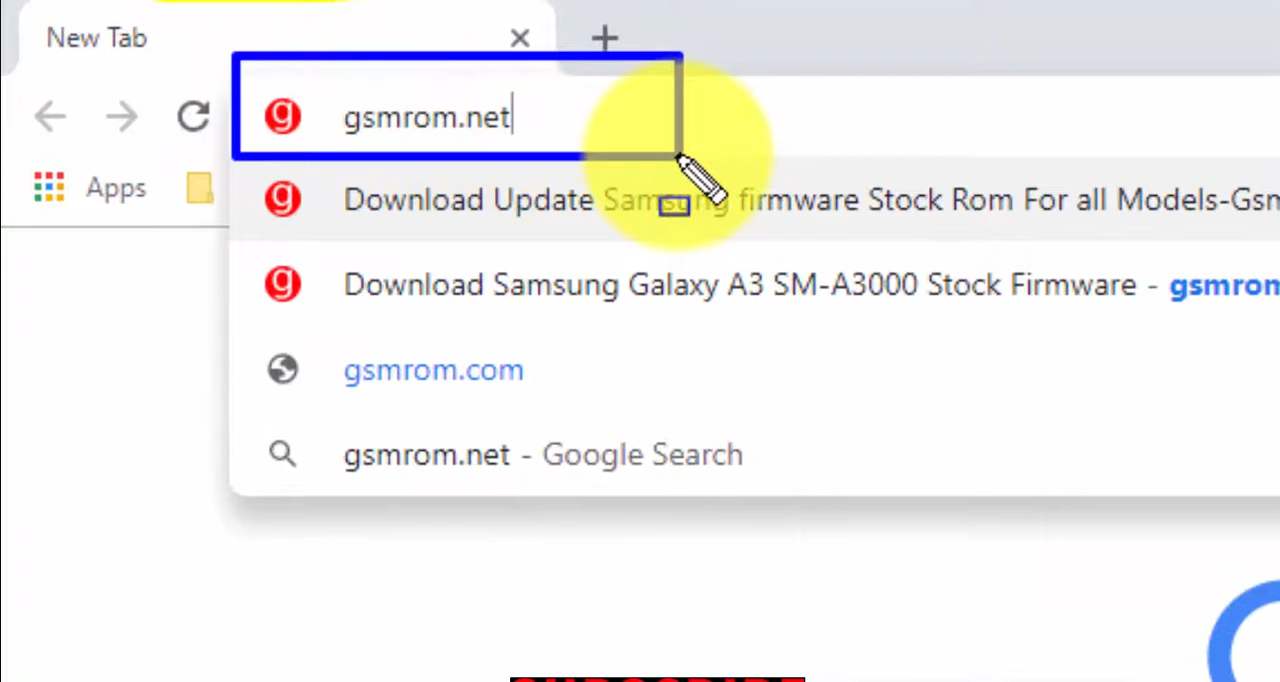 New Tab
gsmrom.net
Apps
Download Update Samsung firmware Stock Rom For all Models-Gsm
Download Samsung Galaxy A3 SM-A3000 Stock Firmware - gsmrom
gsmrom.com
gsmrom.net - Google Search